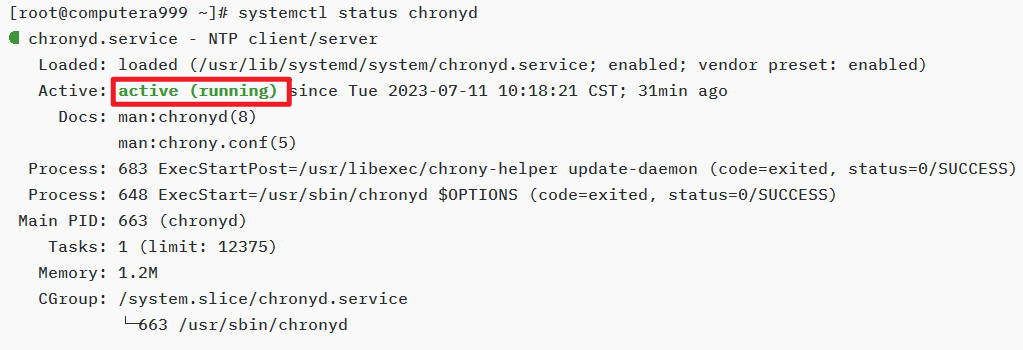 [root@computera999 ~]# systemctl status chronyd
chronyd.service - NTP client/server
Loaded: loaded (/usr/lib/systemd/system/chronyd.service; enabled; vendor preset: enabled)
Active: active (running) since Tue 2023-07-11 10:18:21 CST; 31min ago
Docs: man:chronyd(8)
man:chrony.conf(5)
Process: 683 ExecStartPost=/usr/libexec/chrony-helper update-daemon (code=exited, status=0/SUCCESS)
Process: 648 ExecStart=/usr/sbin/chronyd $OPTIONS (code=exited, status=0/SUCCESS)
Main PID: 663 (chronyd)
Tasks: 1 (limit: 12375)
Memory: 1.2M
CGroup: /system.slice/chronyd.service
└─663 /usr/sbin/chronyd